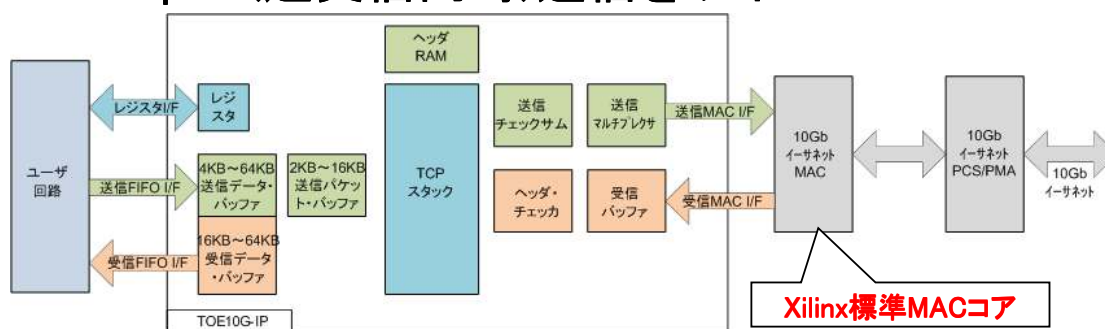 ヘッダ
RAM
レジスタI/F
レジ
スタ
送信
チェックサム
送信
マルチプレクサ
送信MAC I/F
10Gb
イーサネット
MAC
10Gb
イーサネット
PCS/PMA
10Gb
イーサネット
ユーザ
回路
送信FIFO I/F
4KB～64KB
送信データ・
バッファ
2KB～16KB
送信パケッ
ト・バッファ
TCP
スタック
ヘッダ・
チェッカ
受信
バッファ
受信MAC I/F
受信FIFO I/F
16KB～64KB
受信データ
・バッファ
Xilinx標準MACコア
TOE10G-IP